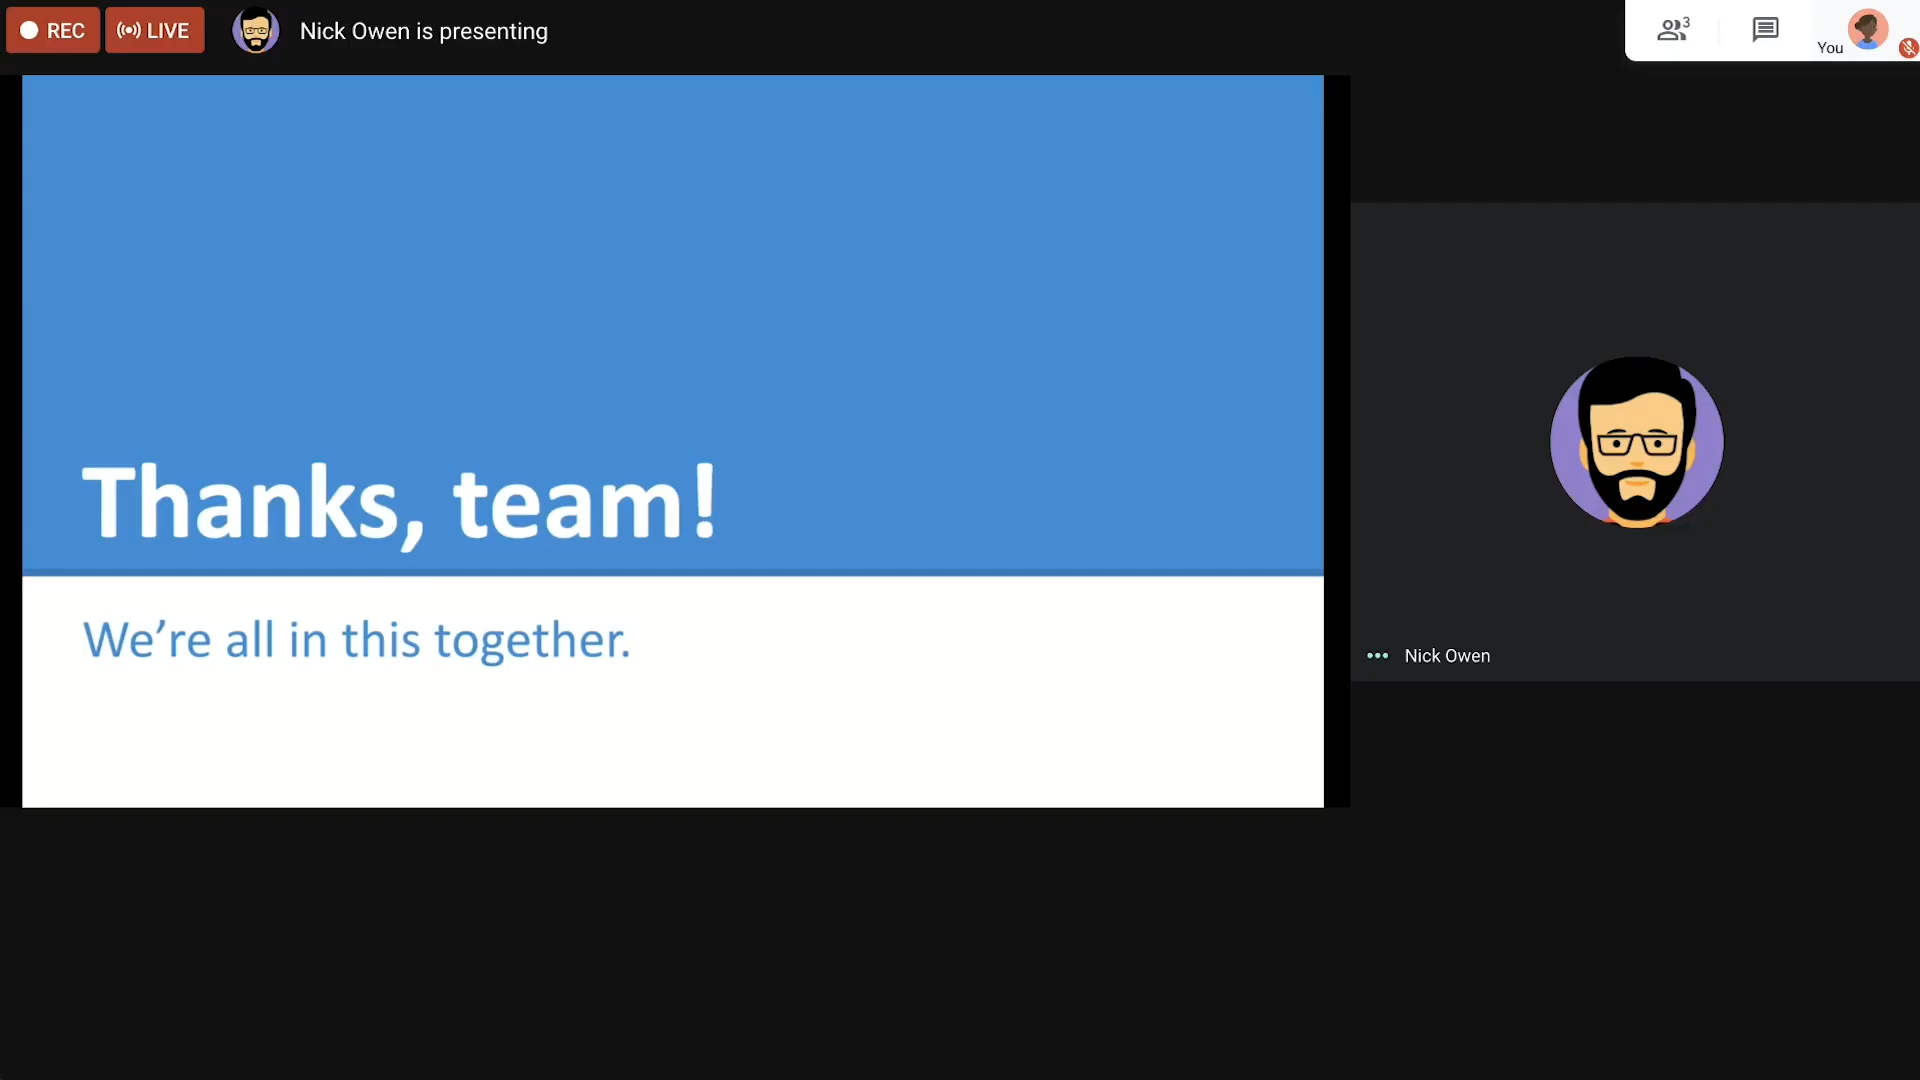 REC
LIVE
Nick Owen is presenting
3
You
Thanks, team!
We’re all in this together.
Nick Owen